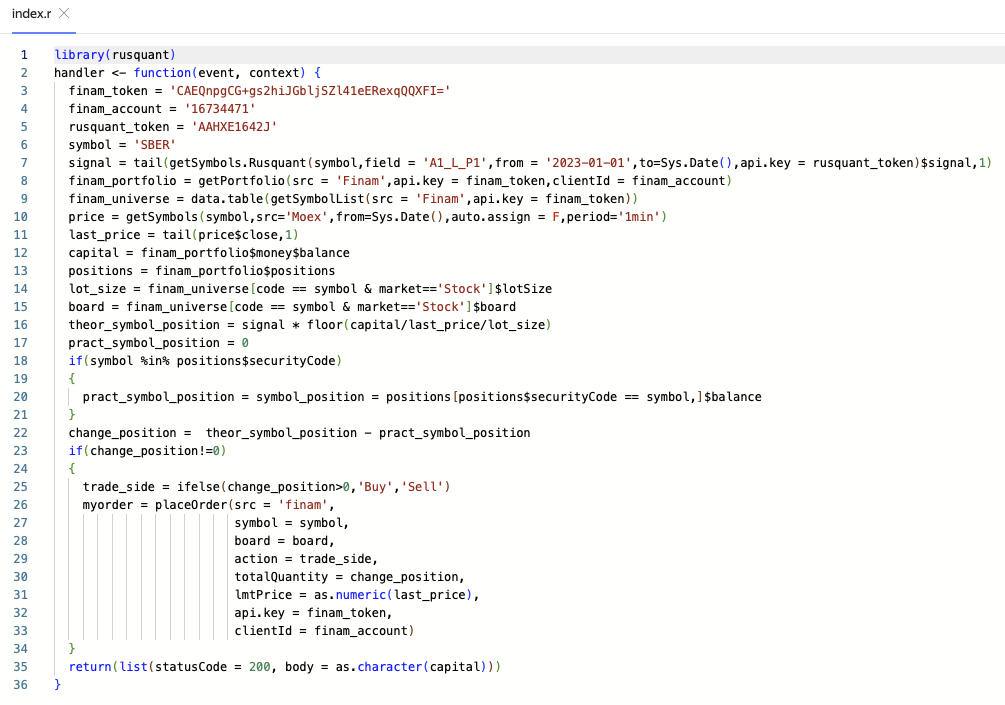 index.r
1 library(rusquant)
2 handler <- function(event, context) {
3 finam_token = 'CAEQnpgCG+gs2hiJGbljSZl41eERexqQQXFI='
4 finam_account = '16734471'
5 rusquant_token = 'AAHXE1642J'
6 symbol = 'SBER'
7 signal = tail(getSymbols.Rusquant(symbol,field = 'A1_L_P1',from = '2023-01-01',to=Sys.Date(),api.key = rusquant_token)$signal,1)
8 finam_portfolio = getPortfolio(src = 'Finam',api.key = finam_token,clientId = finam_account)
9 finam_universe = data.table(getSymbolList(src = 'Finam',api.key = finam_token))
10 price = getSymbols(symbol,src='Moex',from=Sys.Date(),auto.assign = F,period='1min')
11 last_price = tail(price$close,1)
12 capital = finam_portfolio$money$balance
13 positions = finam_portfolio$positions
14 lot_size = finam_universe[code == symbol & market=='Stock']$lotSize
15 board = finam_universe[code == symbol & market=='Stock']$board
16 theor_symbol_position = signal * floor(capital/last_price/lot_size)
17 pract_symbol_position = 0
18 if(symbol %in% positions$securityCode)
19 {
20 pract_symbol_position = symbol_position = positions[positions$securityCode == symbol,]$balance
21 }
22 change_position =  theor_symbol_position - pract_symbol_position
23 if(change_position!=0)
24 {
25 trade_side = ifelse(change_position>0,'Buy','Sell')
26 myorder = placeOrder(src = 'finam',
27 symbol = symbol,
28 board = board,
29 action = trade_side,
30 totalQuantity = change_position,
31 lmtPrice = as.numeric(last_price),
32 api.key = finam_token,
33 clientId = finam_account)
34 }
35 return(list(statusCode = 200, body = as.character(capital)))
36 }